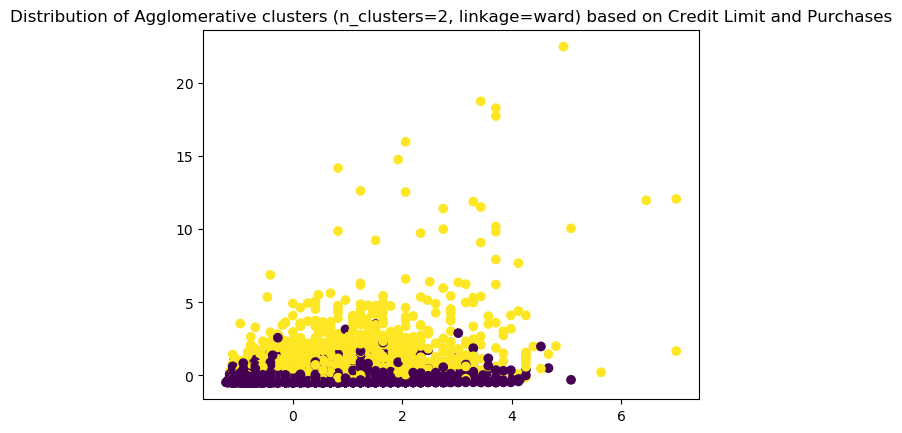 Distribution of Agglomerative clusters (n_clusters=2, linkage=ward) based on Credit Limit and Purchases
20
15
10
5
0
0 2 4 6